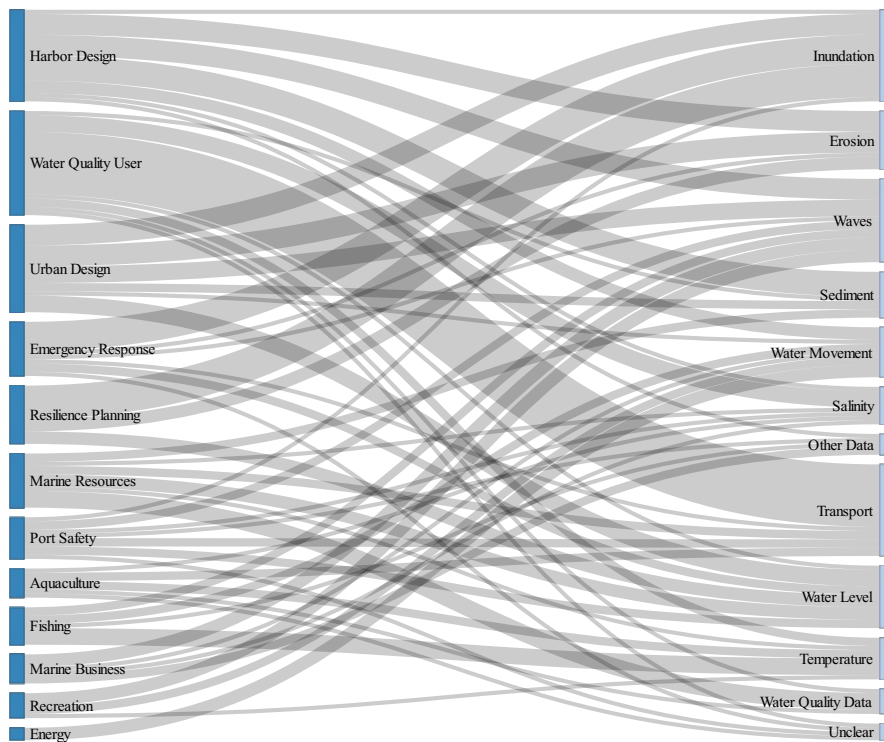 Harbor Design
Water Quality User
Urban Design
Emergency Response
Resilience Planning
Marine Resources
Port Safety
Aquaculture
Fishing
Marine Business
Recreation
Energy
Inundation
Erosion
Waves
Sediment
Water Movement
Salinity
Other Data
Transport
Water Level
Temperature
Water Quality Data
Unclear